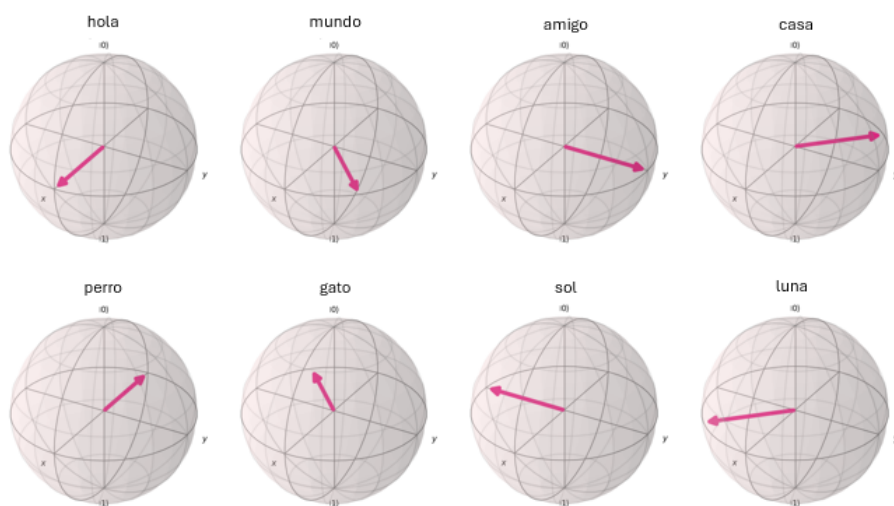 hola mundo amigo casa
|0⟩ |0⟩ |0⟩ |0⟩
y y y
x x x x
|1⟩ |1⟩ |1⟩ |1⟩
perro gato sol luna
|0⟩ |0⟩ |0⟩ |0⟩
y y y
x x x x
|1⟩ |1⟩ |1⟩ |1⟩